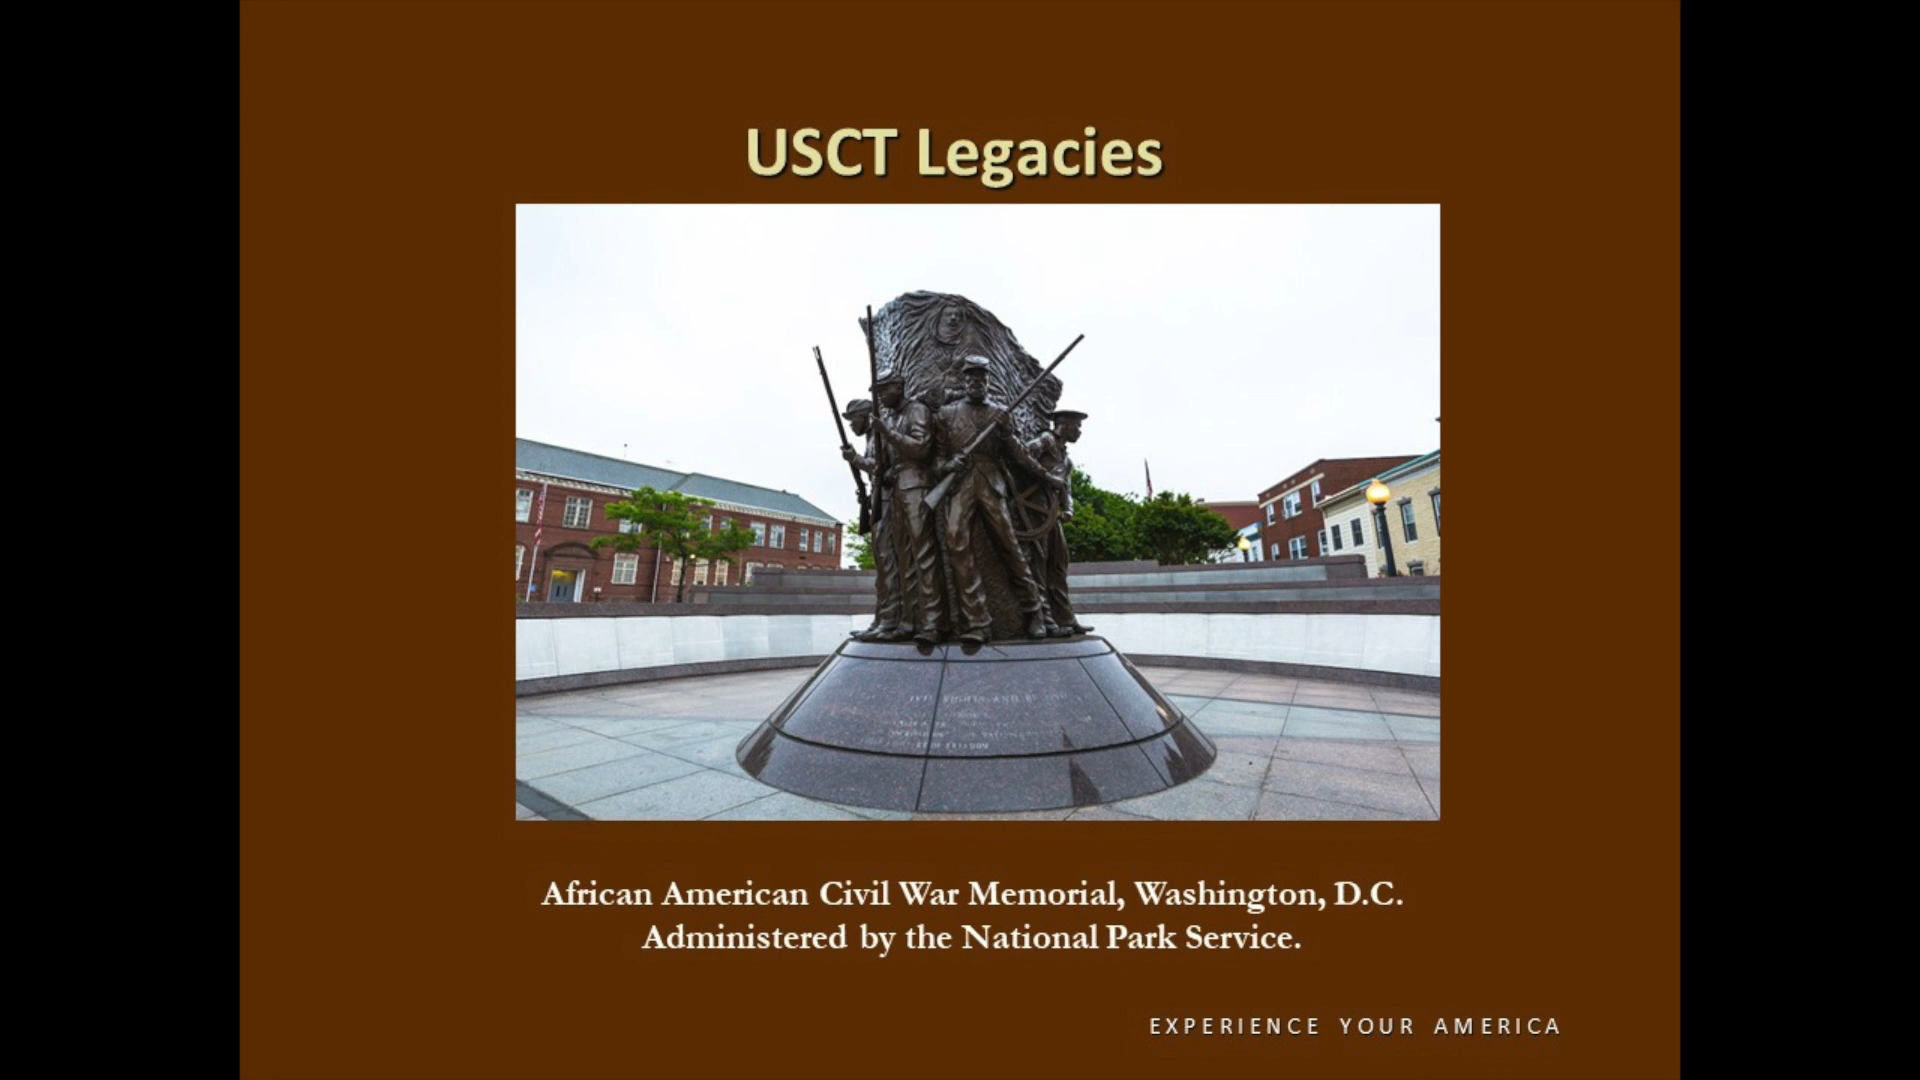 USCT Legacies
African American Civil War Memorial, Washington, D.C.
Administered by the National Park Service.
EXPERIENCE YOUR AMERICA